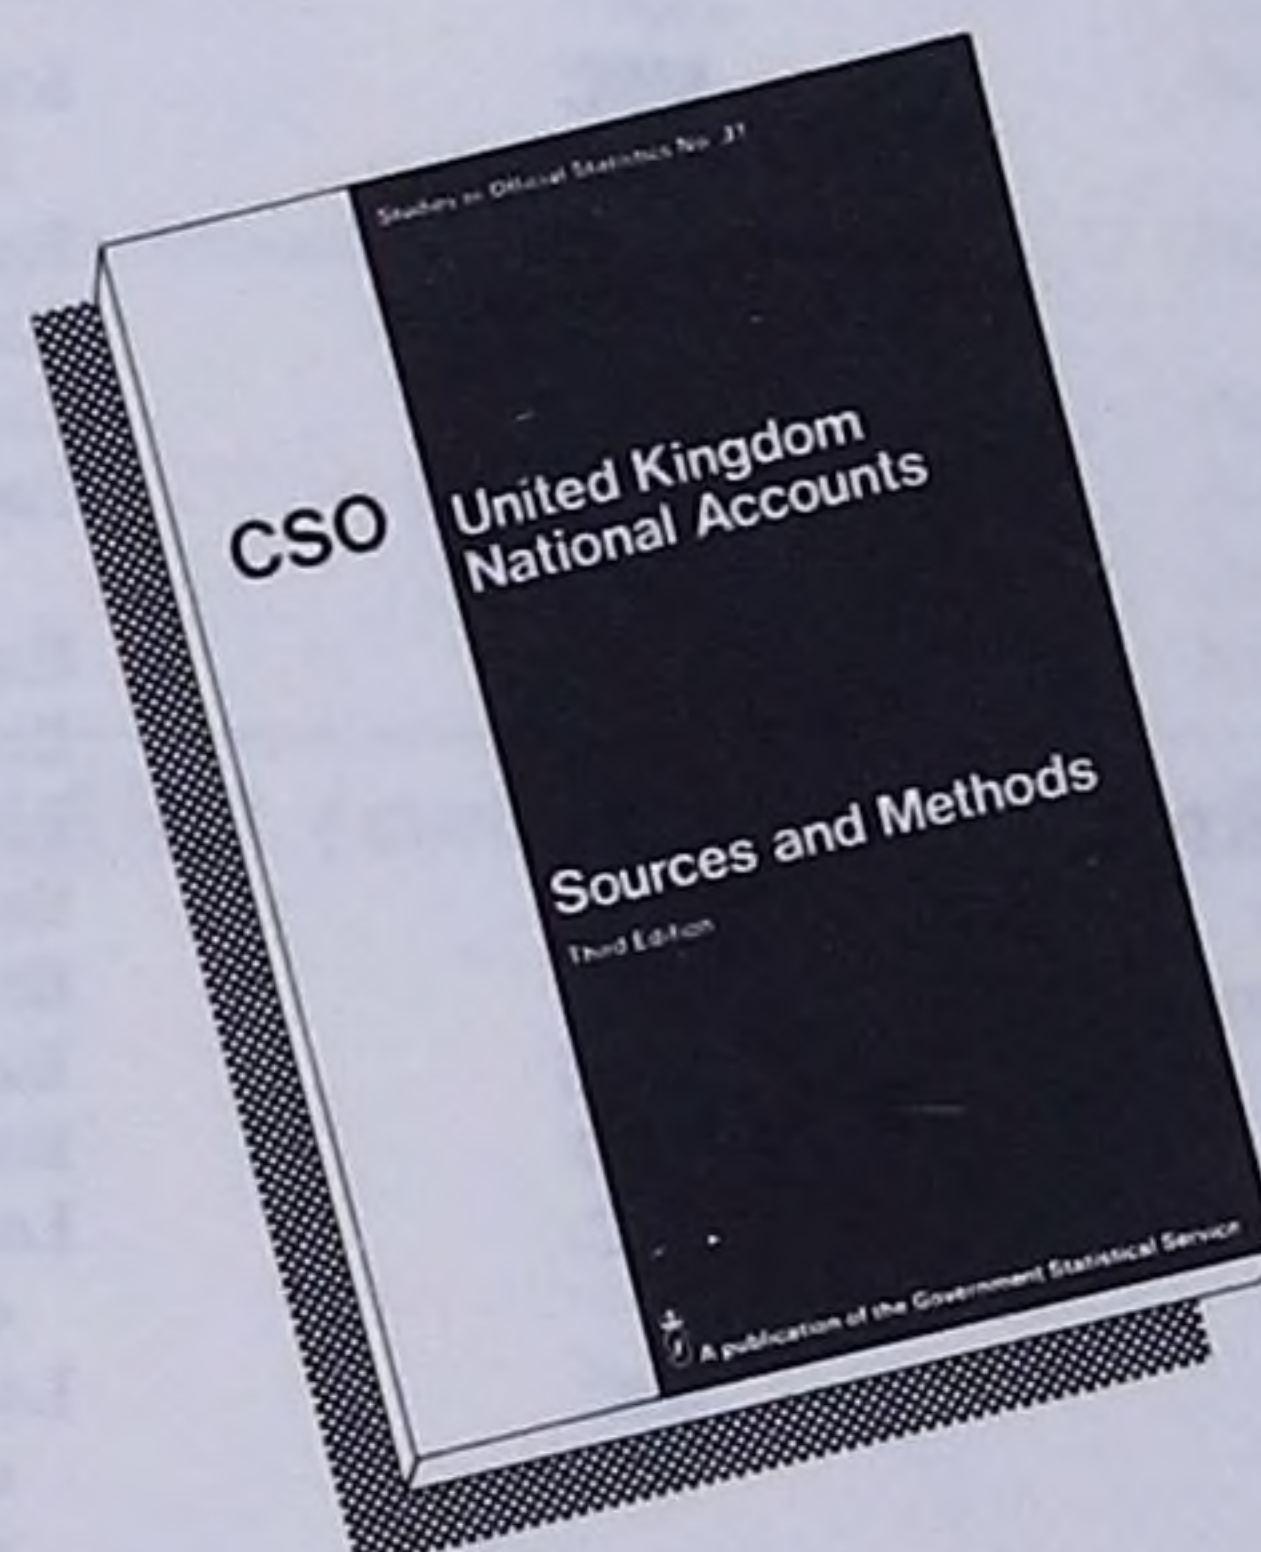 Studies in Official Statistics No. 37
CSO
United Kingdom
National Accounts
Sources and Methods
Third Edition
A publication of the Government Statistical Service